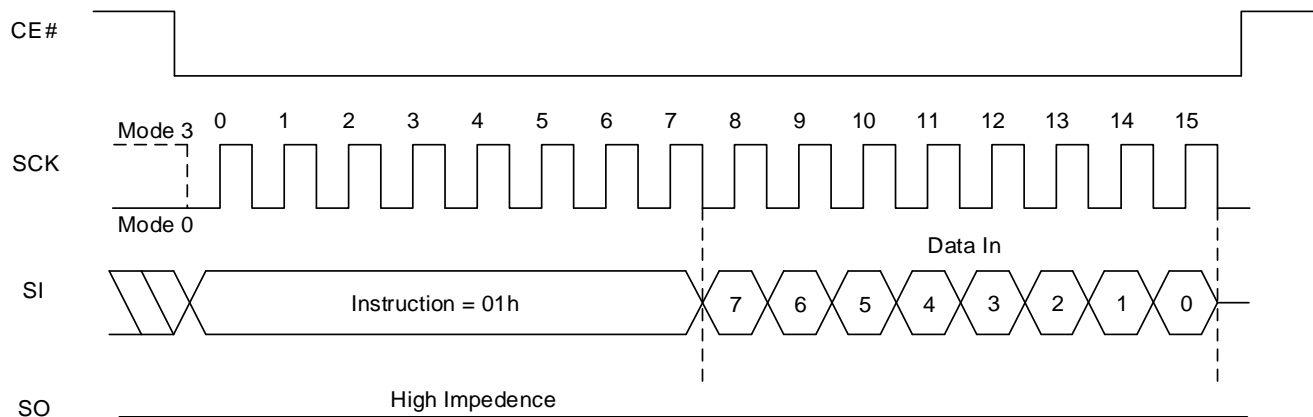 CE#
0 1 2 3 4 5 6 7 8 9 10 11 12 13 14 15
Mode 3
SCK
Mode 0
Data In
SI
Instruction = 01h
7 6 5 4 3 2 1 0
High Impedence
SO